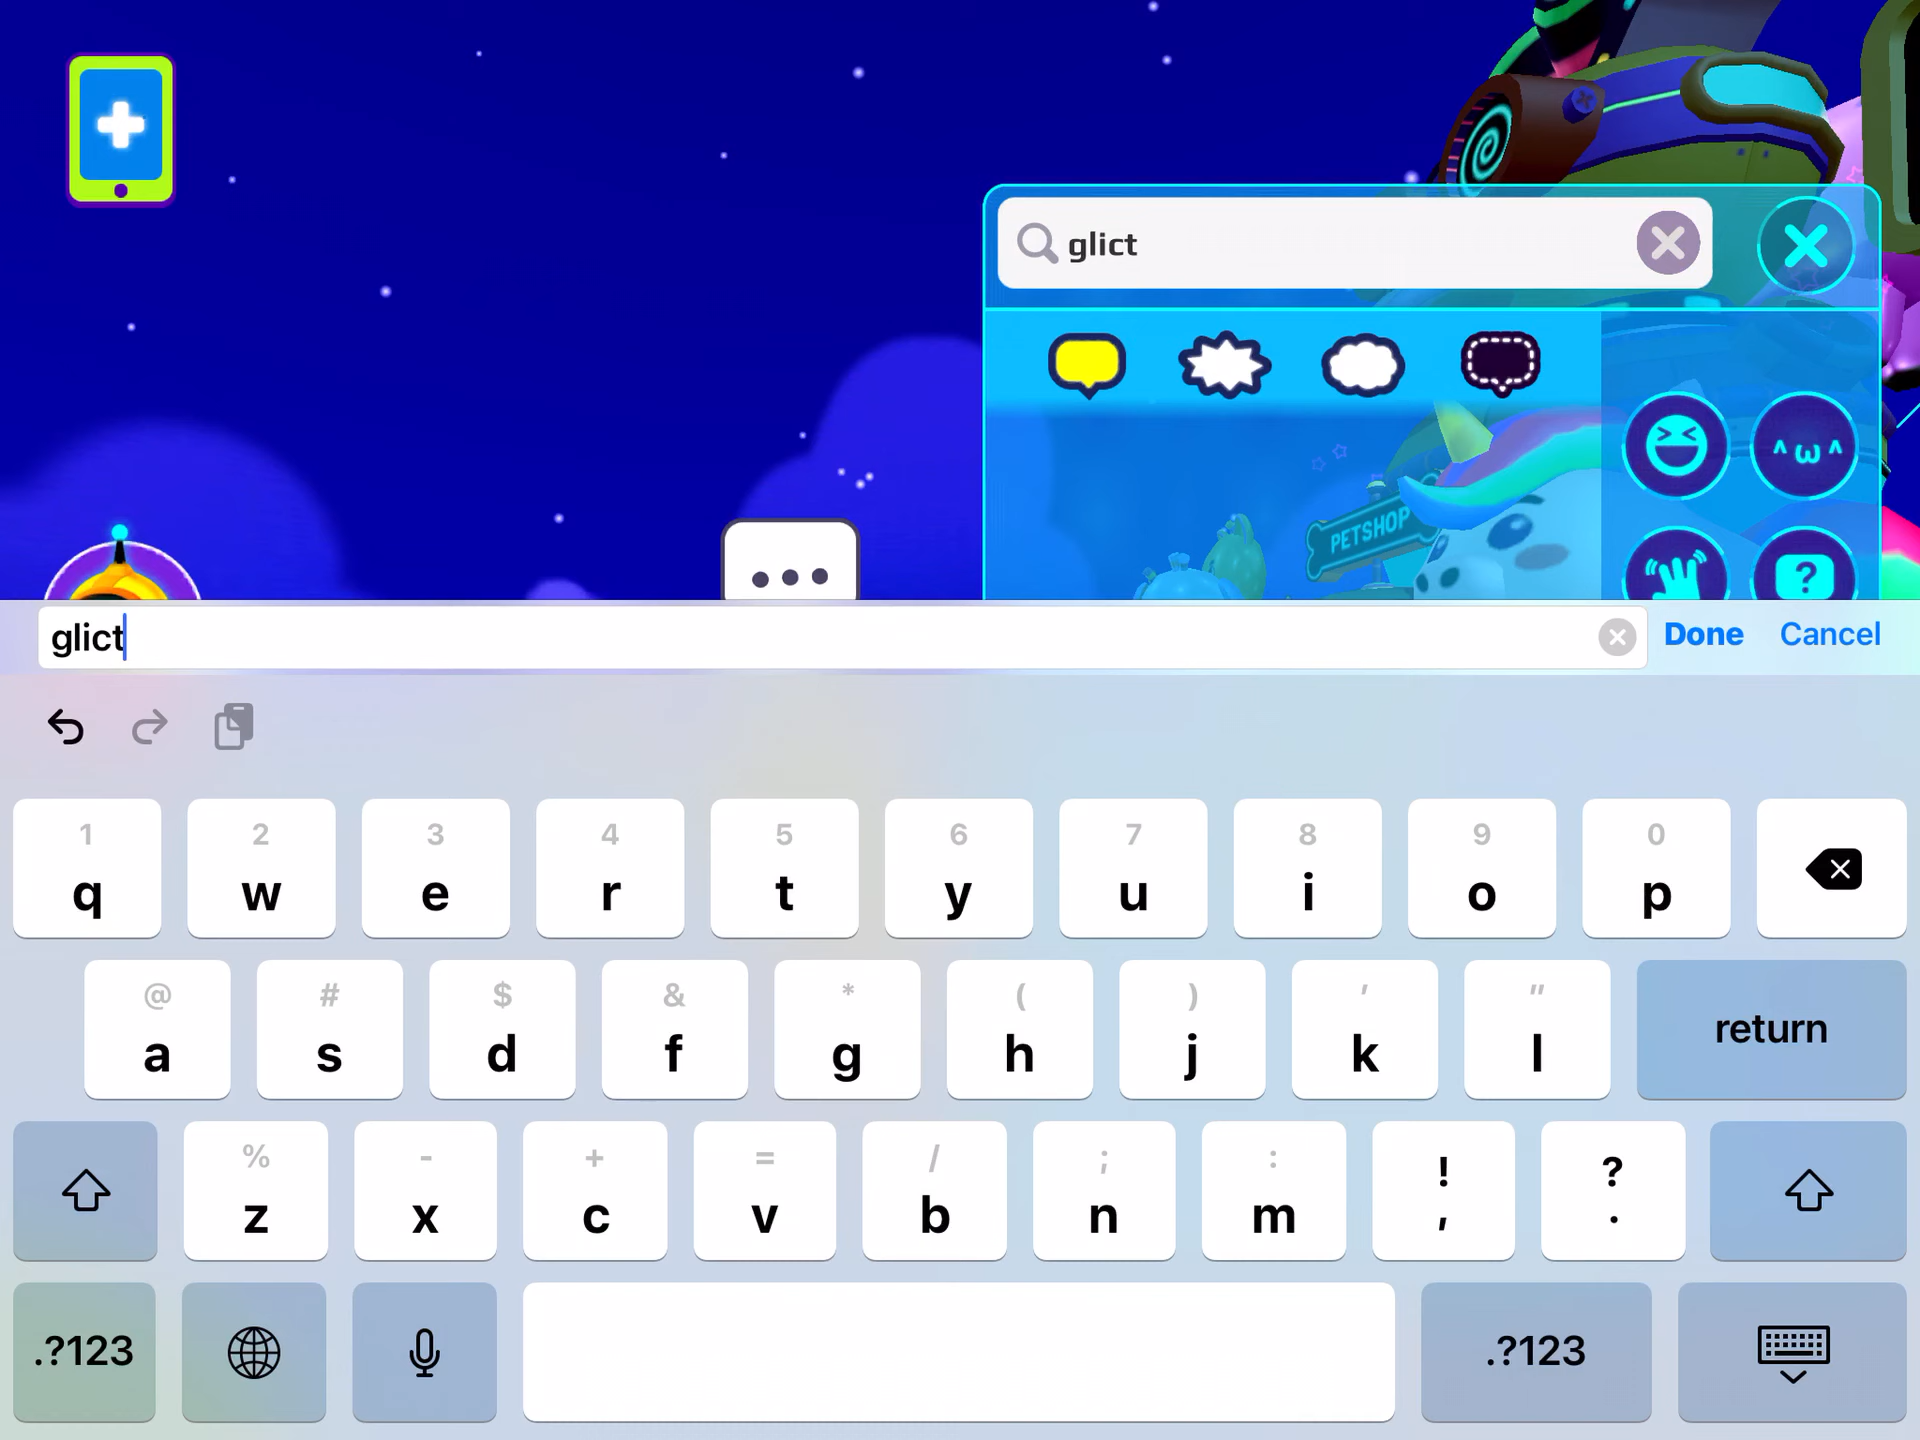 glict
^ω^
PETSHOP
?
glict
Done
Cancel
1 2 3 4 5 6 7 8 9 0
q w e r t y u i o p
@ # $ & * ( ) ' "
a s d f g h j k l
return
% - + = / ; : ! ?
z x c v b n m , .
.?123
.?123